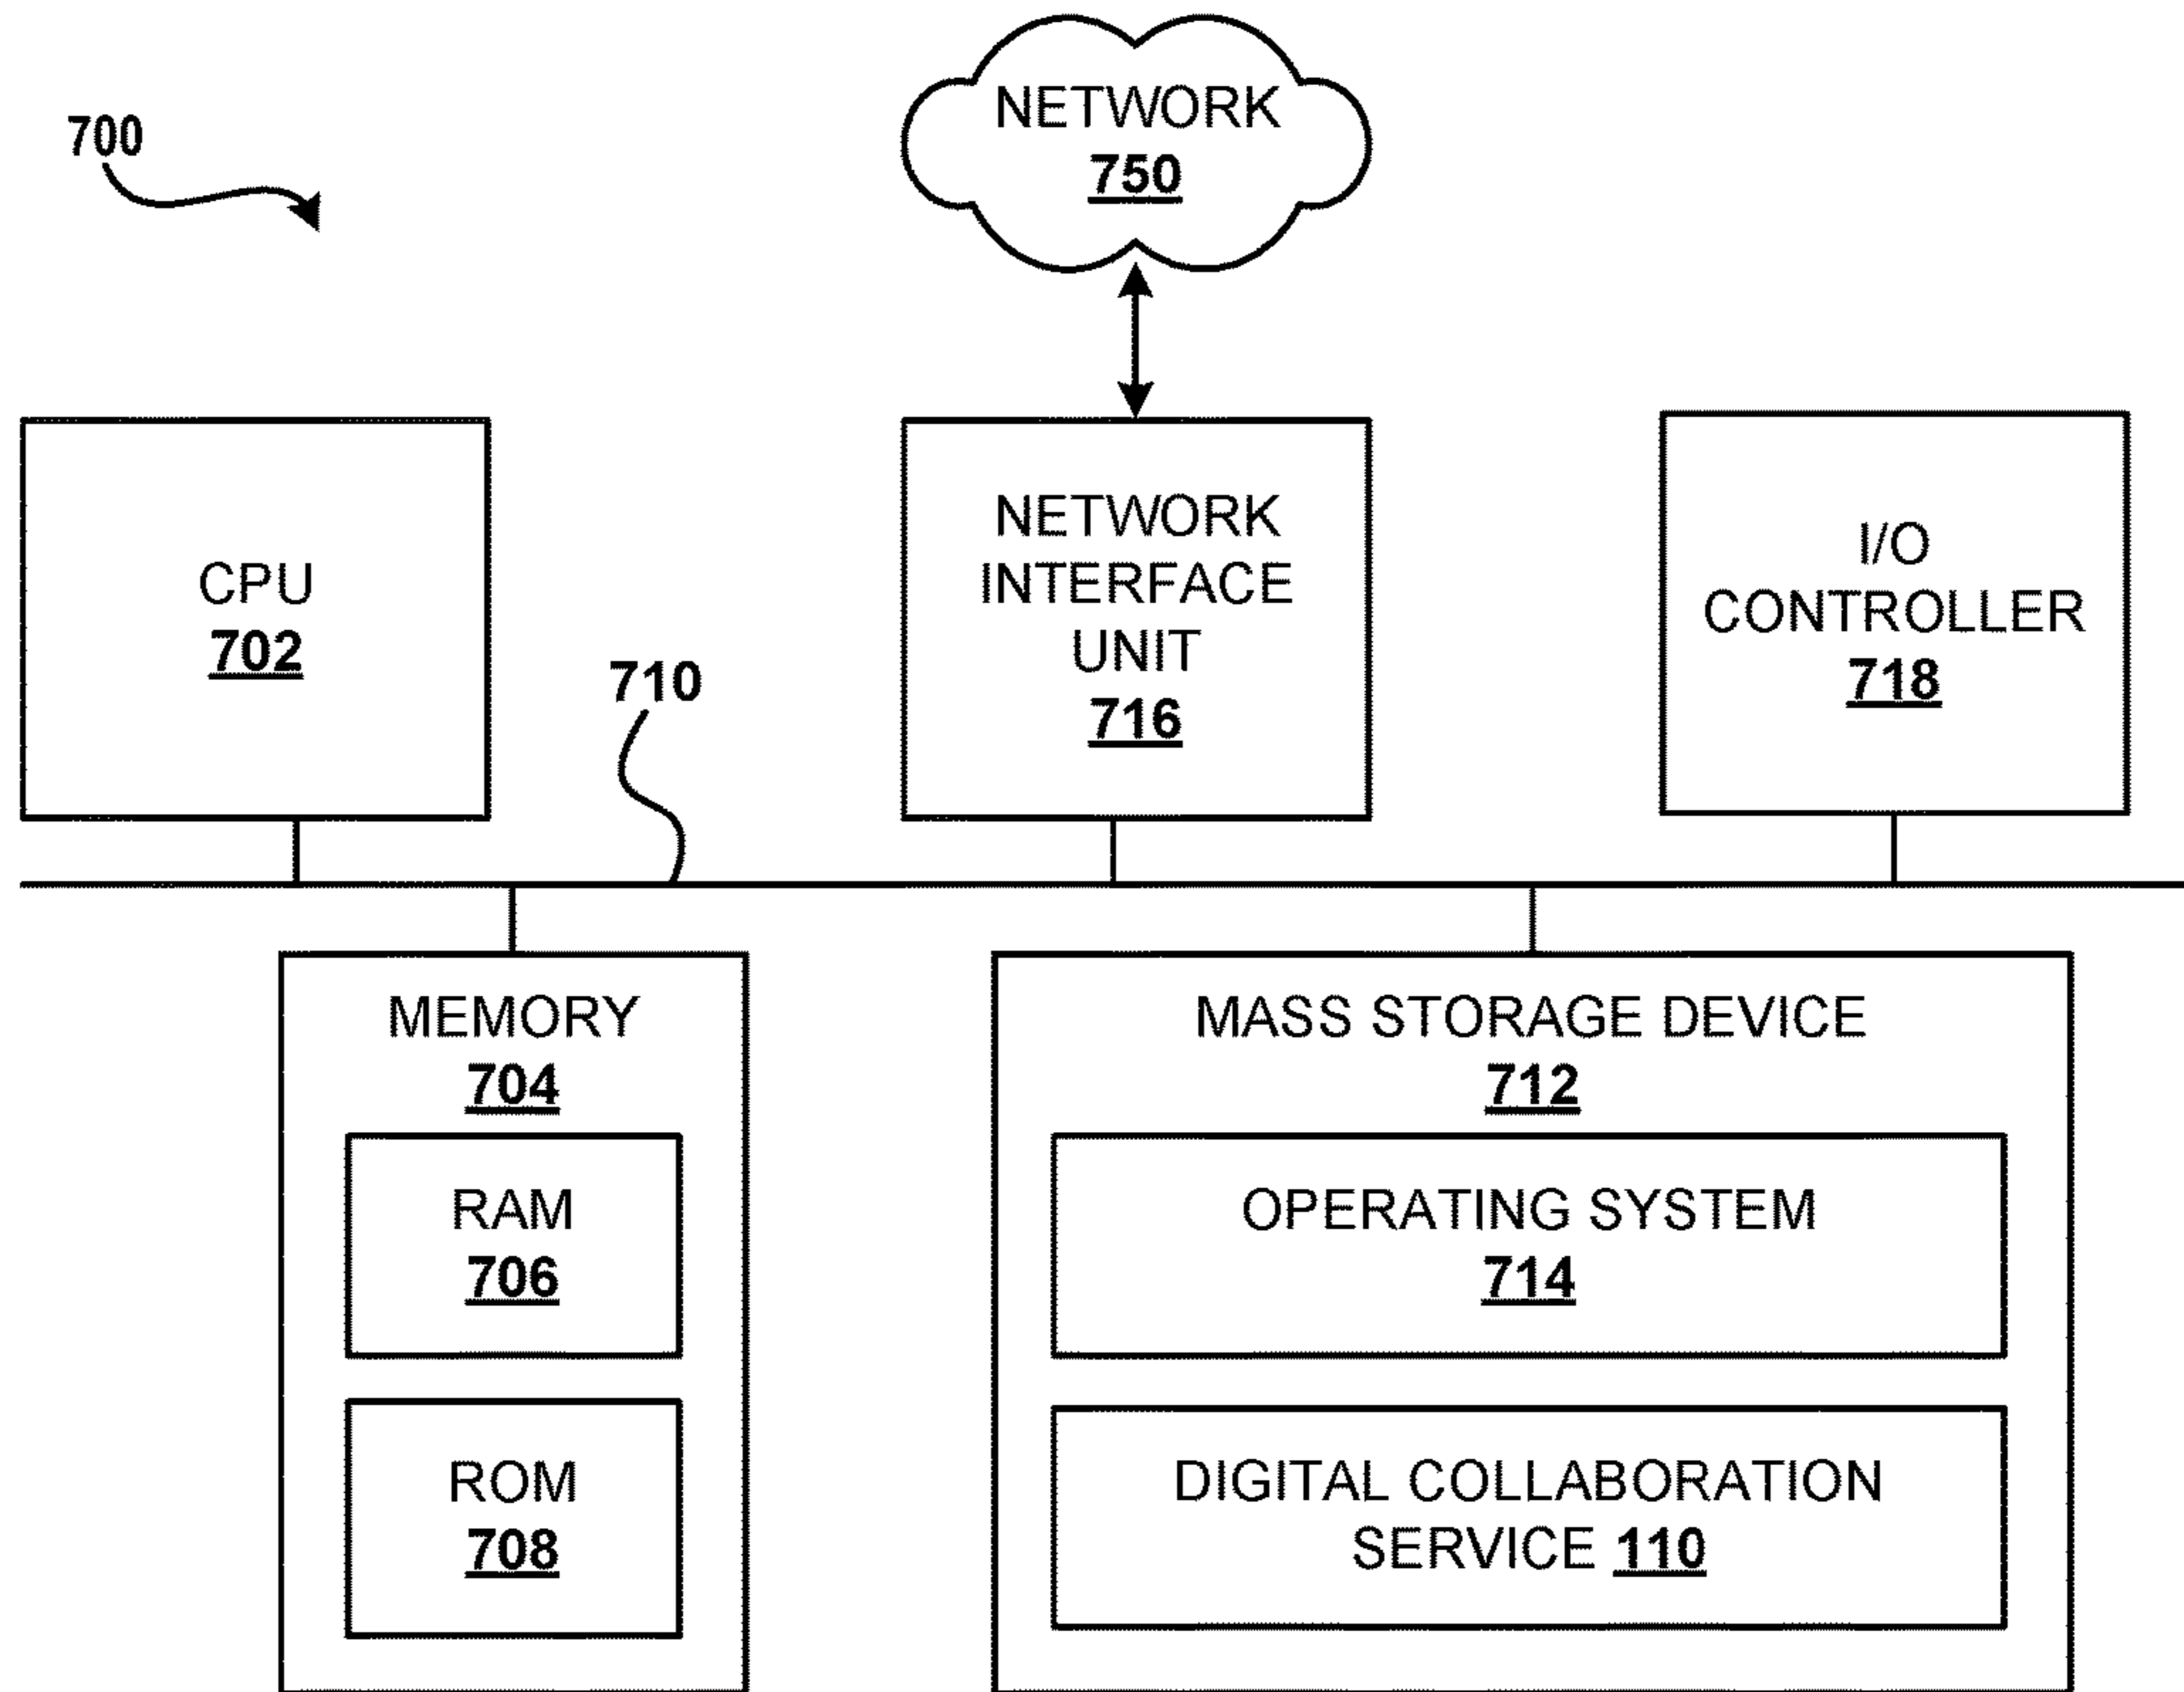 700
NETWORK
750
CPU
702
NETWORK
INTERFACE
UNIT
716
I/O
CONTROLLER
718
710
MEMORY
704
RAM
706
ROM
708
MASS STORAGE DEVICE
712
OPERATING SYSTEM
714
DIGITAL COLLABORATION
SERVICE 110